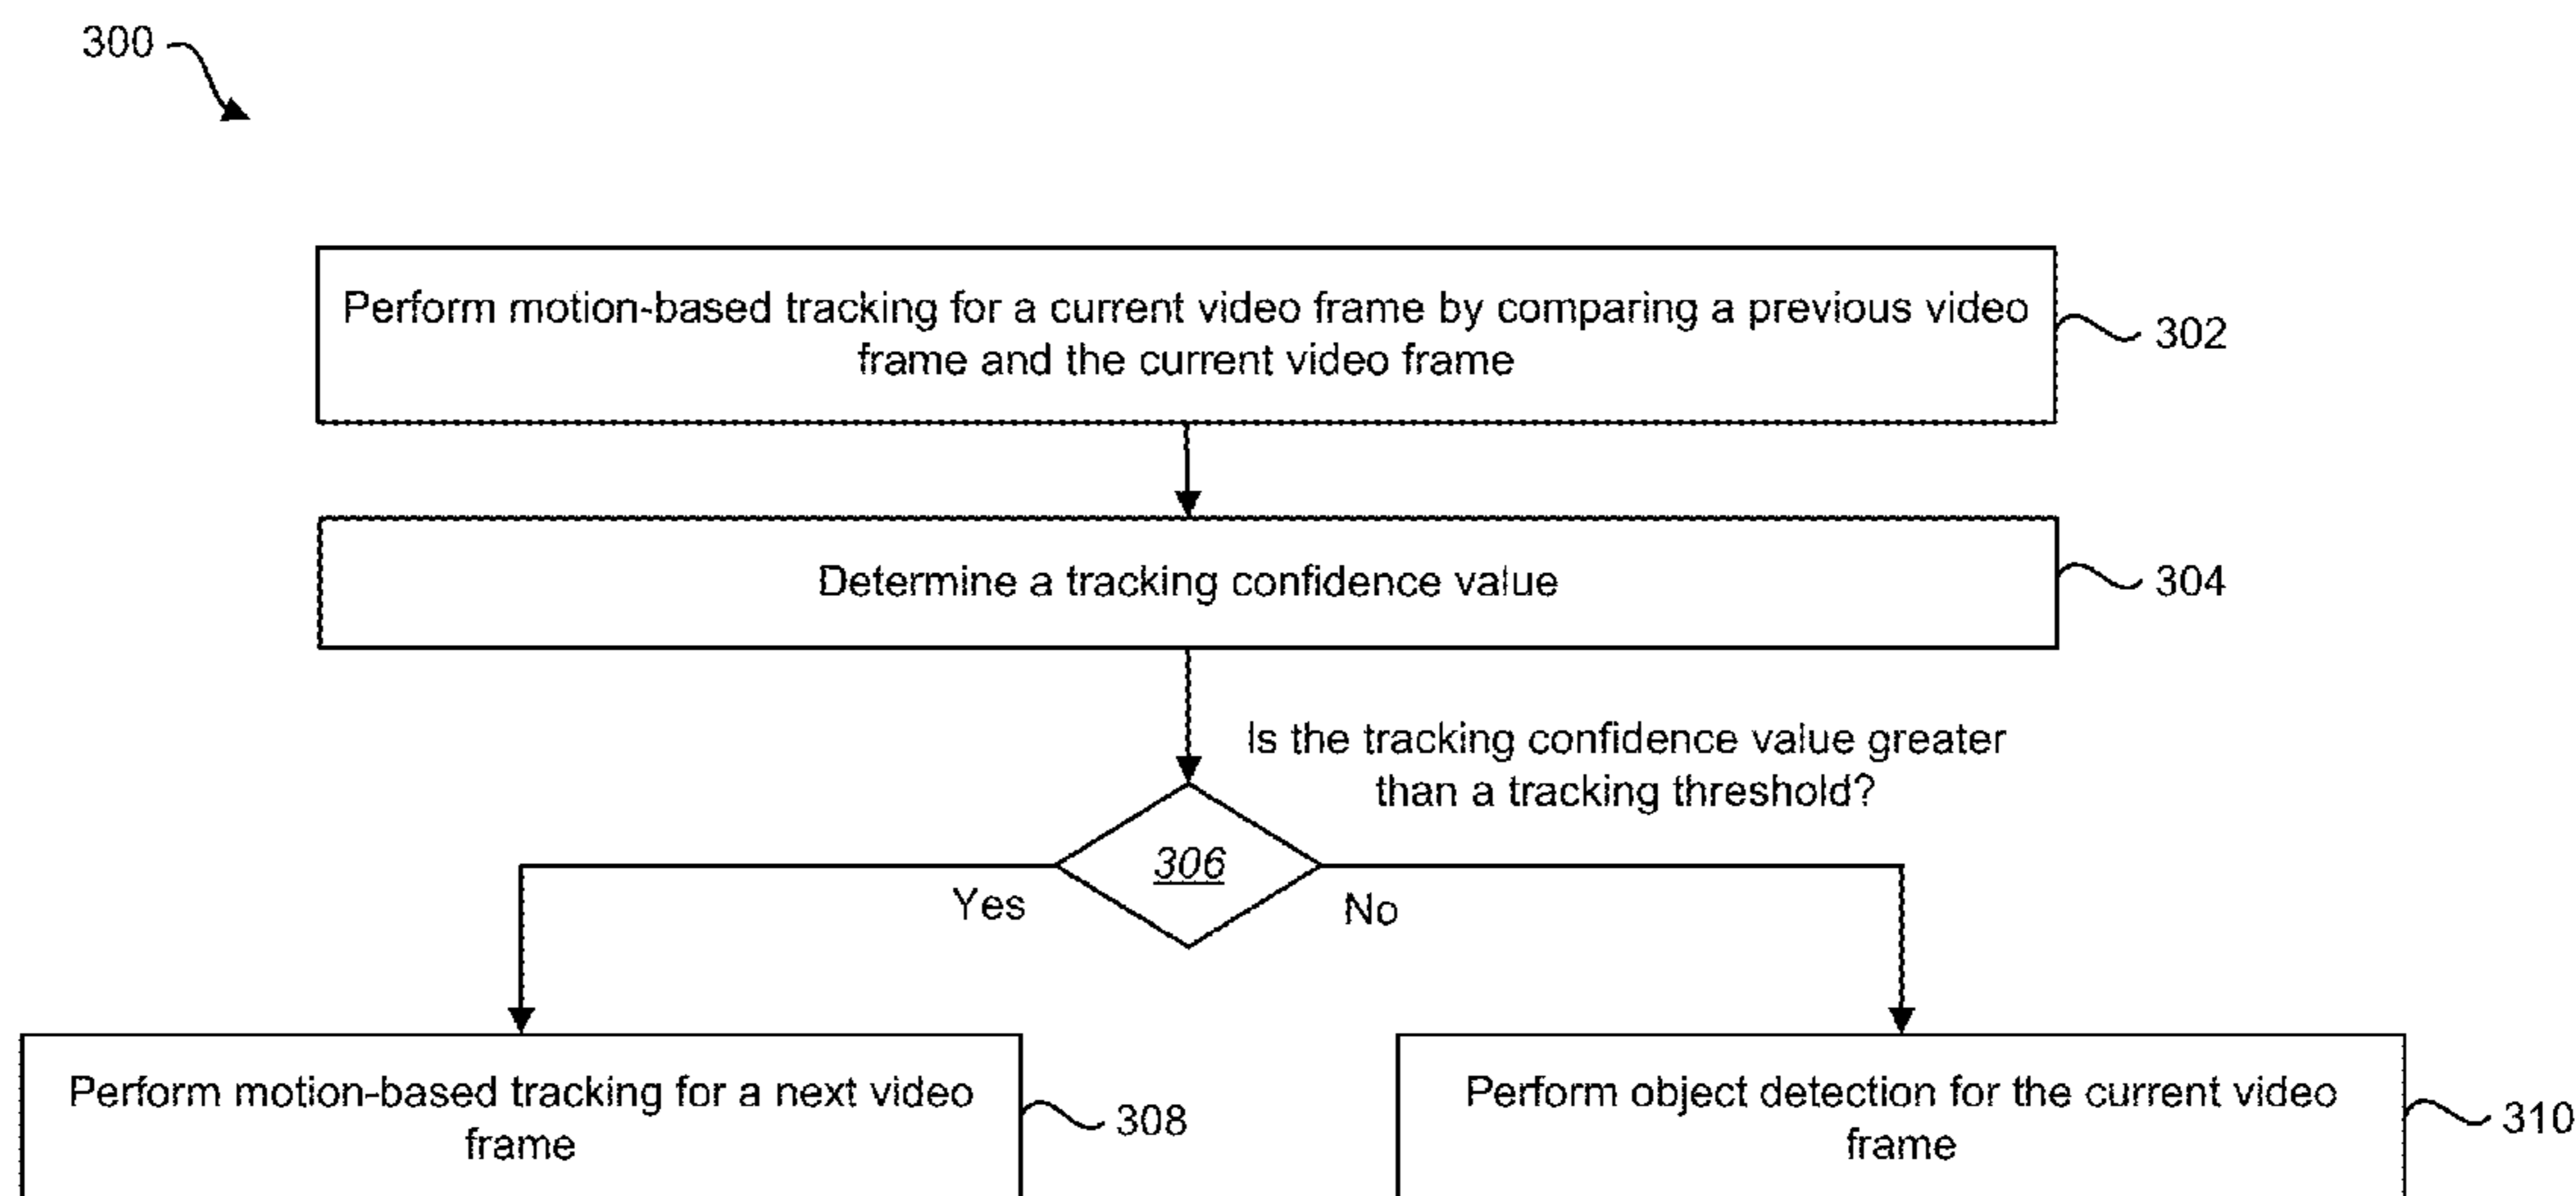 300
Perform motion-based tracking for a current video frame by comparing a previous video
frame and the current video frame
302
Determine a tracking confidence value
304
Is the tracking confidence value greater
than a tracking threshold?
306
Yes
No
Perform motion-based tracking for a next video
frame
308
Perform object detection for the current video
frame
310